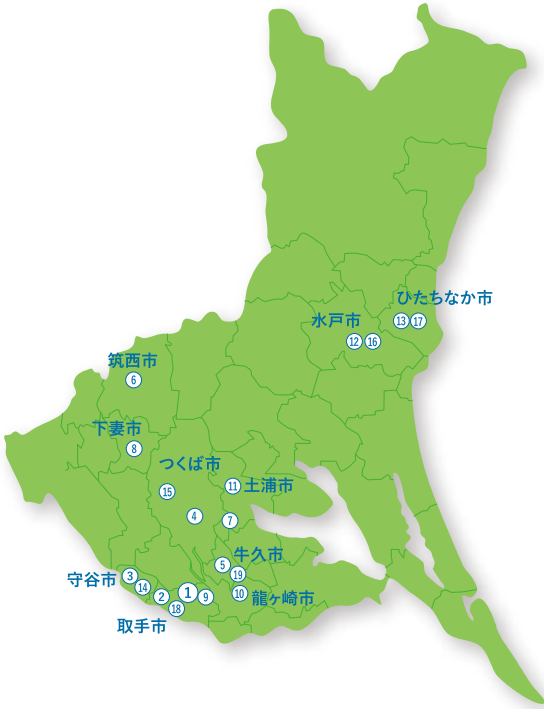 ひたちなか市
⑬ ⑰
水戸市
⑫ ⑯
筑西市
⑥
下妻市
⑧
つくば市
⑮
④
⑪ 土浦市
⑦
牛久市
⑤
⑲
守谷市 ③
⑭
② ① ⑨
⑱
⑩ 龍ヶ崎市
取手市